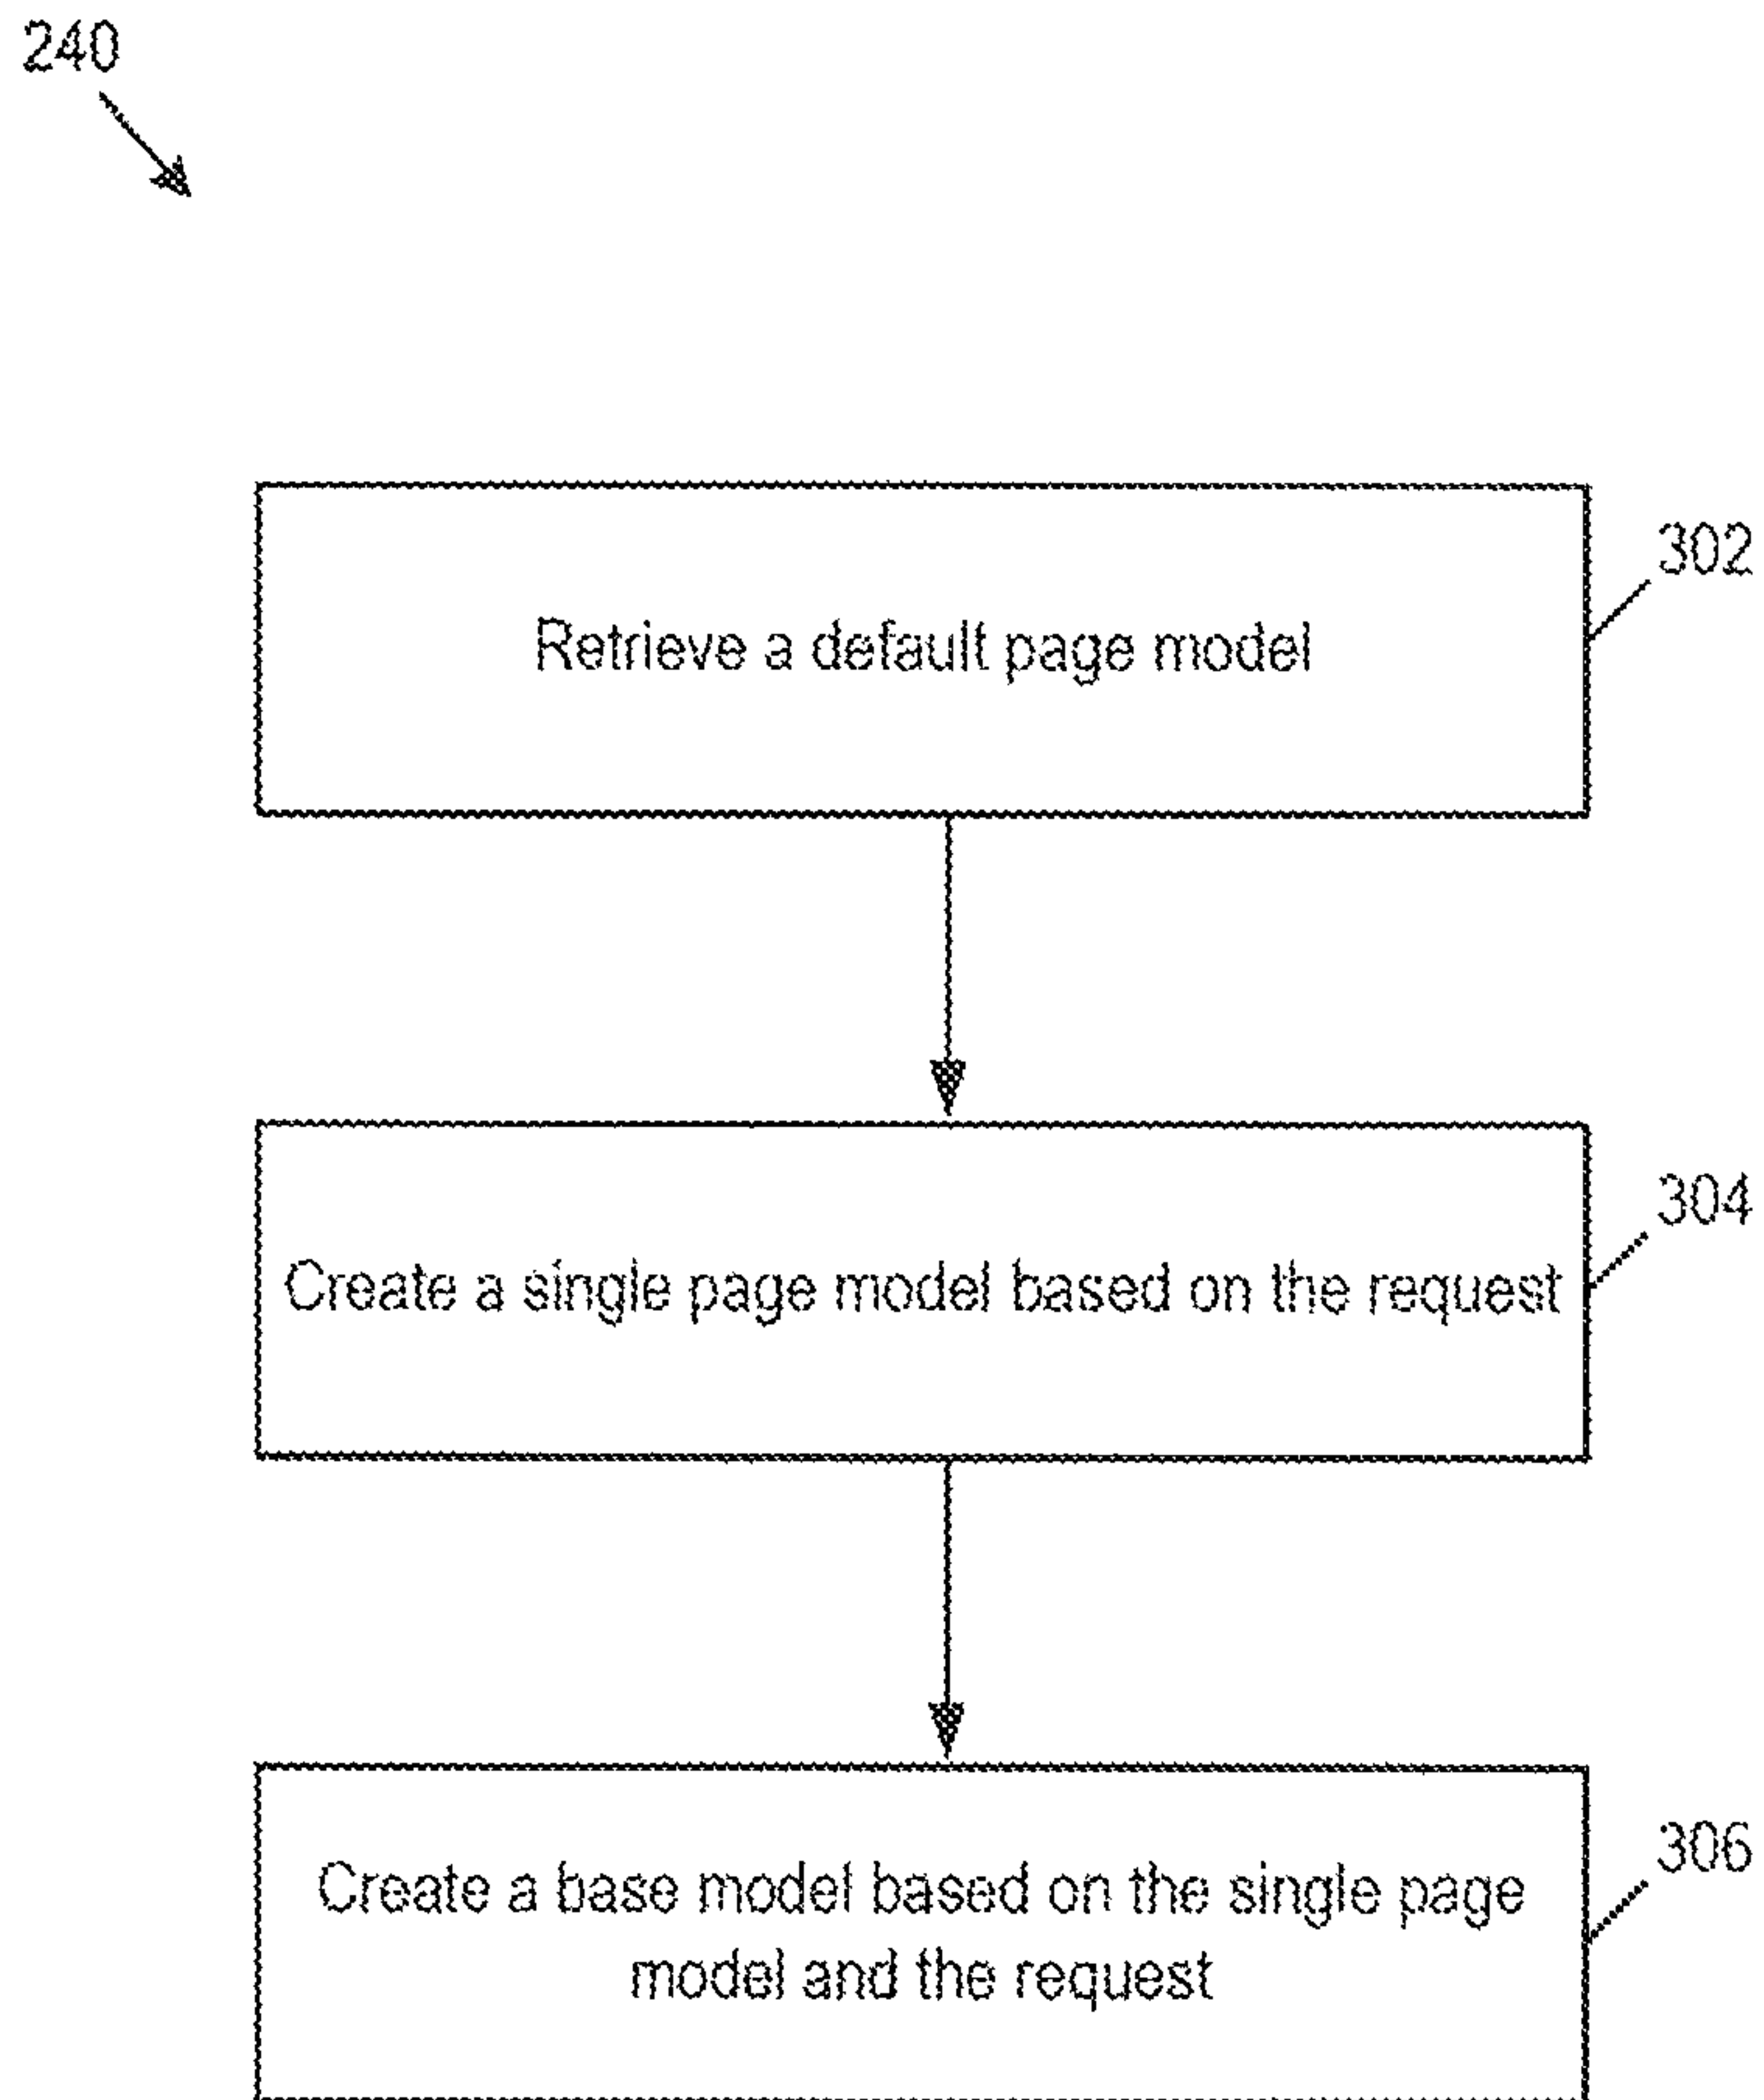 240
302
Retrieve a default page model
304
Create a single page model based on the request
306
Create a base model based on the single page
model and the request